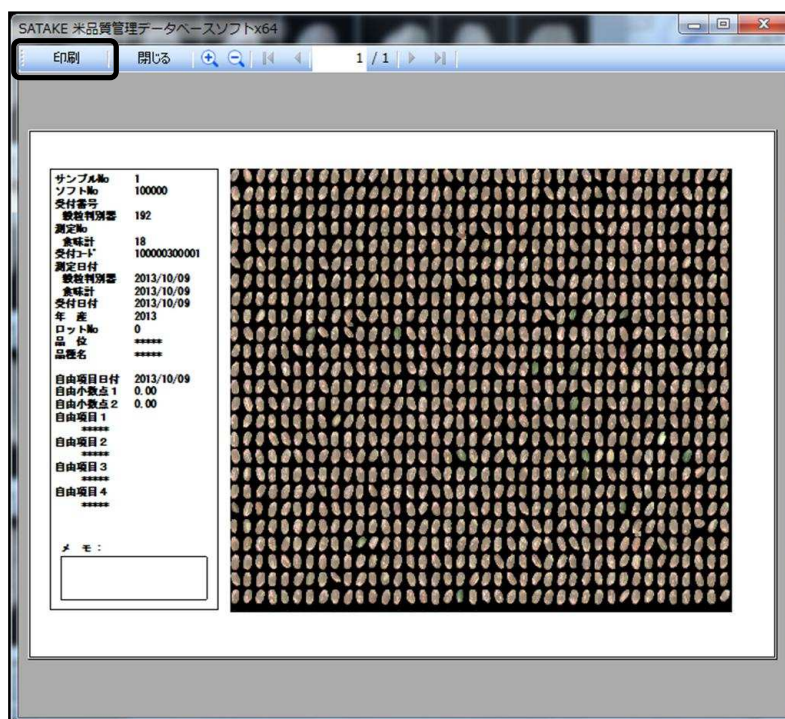 SATAKE 米品質管理データベースソフトx64
印刷 閉じる 1 / 1
サンプルNo 1
ソフトNo 100000
受付番号
穀粒判別器 192
測定No
食味計 18
受付コード 100000300001
測定日付
穀粒判別器 2013/10/09
食味計 2013/10/09
受付日付 2013/10/09
年 産 2013
ロットNo 0
品 位 *****
品種名 *****
自由項目日付 2013/10/09
自由小数点1 0.00
自由小数点2 0.00
自由項目1
*****
自由項目2
*****
自由項目3
*****
自由項目4
*****
メ モ: